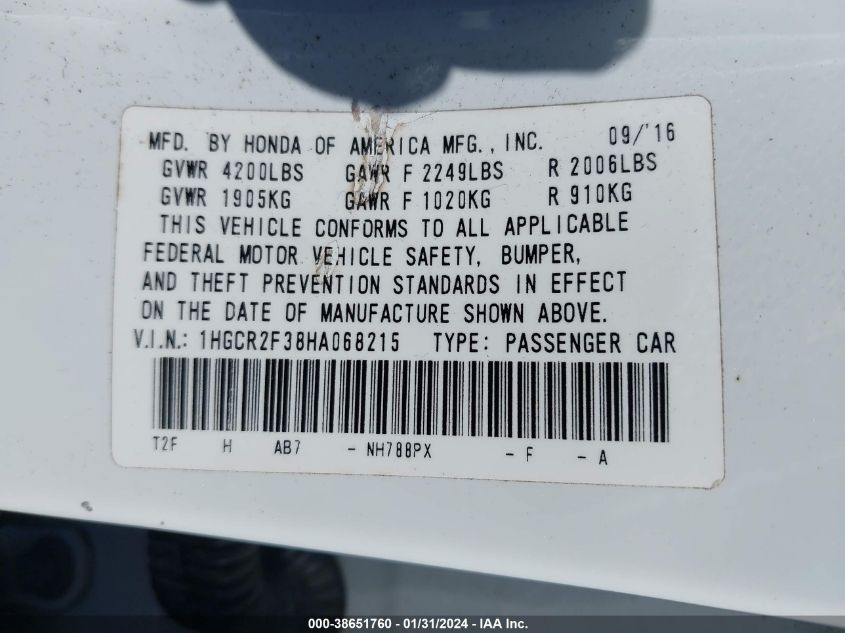 MFD. BY HONDA OF AMERICA MFG., INC. 09/'16
GVWR 4200LBS GAWR F 2249LBS R 2006LBS
GVWR 1905KG GAWR F 1020KG R 910KG
THIS VEHICLE CONFORMS TO ALL APPLICABLE
FEDERAL MOTOR VEHICLE SAFETY, BUMPER,
AND THEFT PREVENTION STANDARDS IN EFFECT
ON THE DATE OF MANUFACTURE SHOWN ABOVE.
V.I.N.: 1HGCR2F38HA068215 TYPE: PASSENGER CAR
T2F H AB7 - NH788PX - F - A
000-38651760 - 01/31/2024 - IAA Inc.